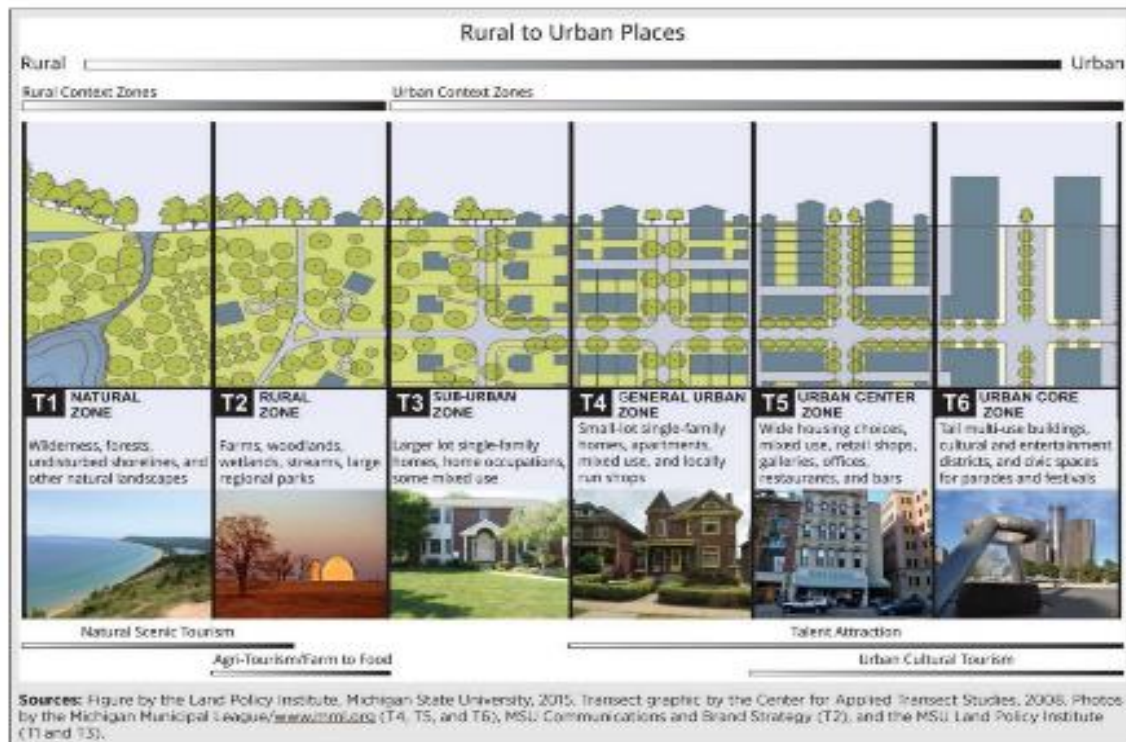 Rural to Urban Places
Rural
Urban
Rural Context Zones
Urban Context Zones
T1 NATURAL
ZONE
Wilderness, forests,
undisturbed shorelines, and
other natural landscapes
T2 RURAL
ZONE
Farms, woodlands,
wetlands, streams, large
regional parks
T3 SUB-URBAN
ZONE
Larger lot single-family
homes, home occupations,
some mixed use
T4 GENERAL URBAN
ZONE
Small-lot single-family
homes, apartments,
mixed use, and locally
run shops
T5 URBAN CENTER
ZONE
Wide housing choices,
mixed use, retail shops,
galleries, offices,
restaurants, and bars
T6 URBAN CORE
ZONE
Tall multi-use buildings,
cultural and entertainment
districts, and civic spaces
for parades and festivals
Natural Scenic Tourism
Talent Attraction
Agri-Tourism/Farm to Food
Urban Cultural Tourism
Sources: Figure by the Land Policy Institute, Michigan State University, 2015. Transect graphic by the Center for Applied Transect Studies, 2008. Photos
by the Michigan Municipal League/www.mml.org (T4, T5, and T6), MSU Communications and Brand Strategy (T2), and the MSU Land Policy Institute
(T1 and T3).